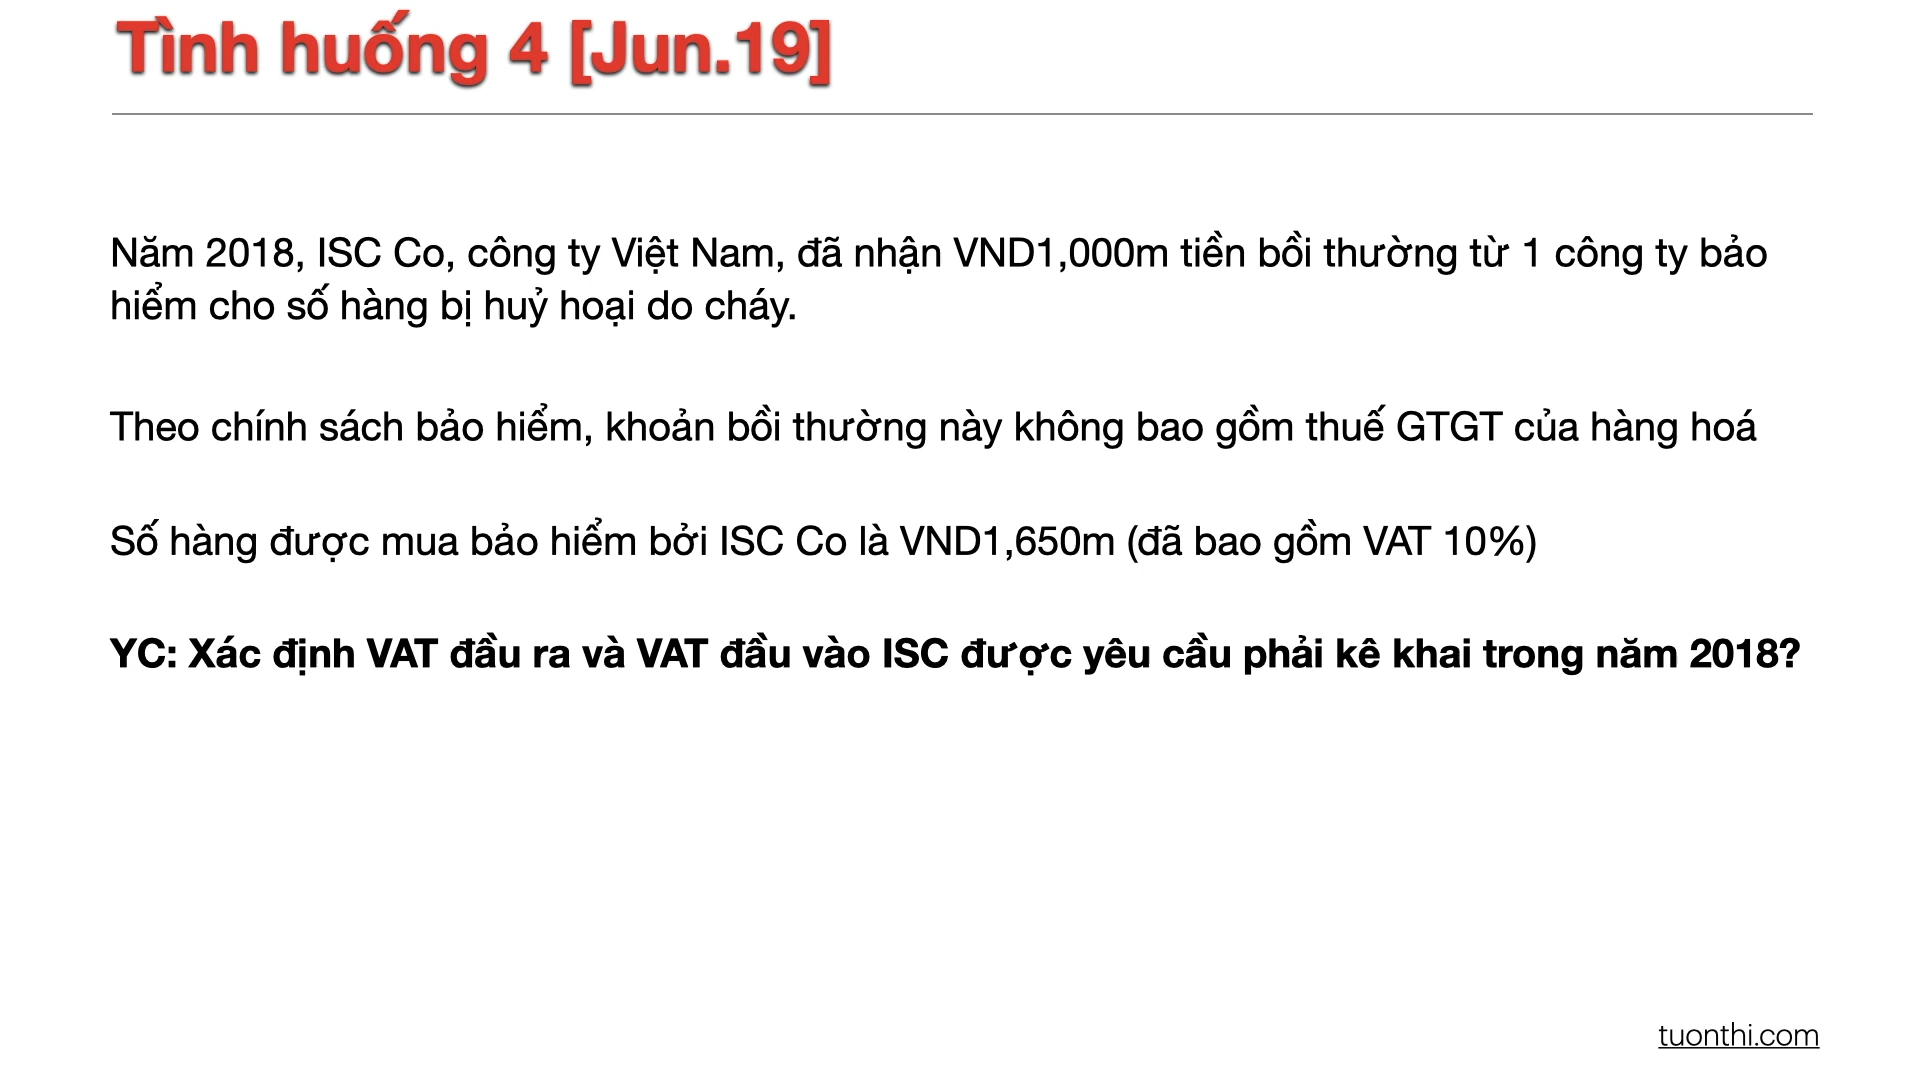 Tình huống 4 [Jun.19]
Năm 2018, ISC Co, công ty Việt Nam, đã nhận VND1,000m tiền bồi thường từ 1 công ty bảo
hiểm cho số hàng bị huỷ hoại do cháy.
Theo chính sách bảo hiểm, khoản bồi thường này không bao gồm thuế GTGT của hàng hoá
Số hàng được mua bảo hiểm bởi ISC Co là VND1,650m (đã bao gồm VAT 10%)
YC: Xác định VAT đầu ra và VAT đầu vào ISC được yêu cầu phải kê khai trong năm 2018?
tuonthi.com